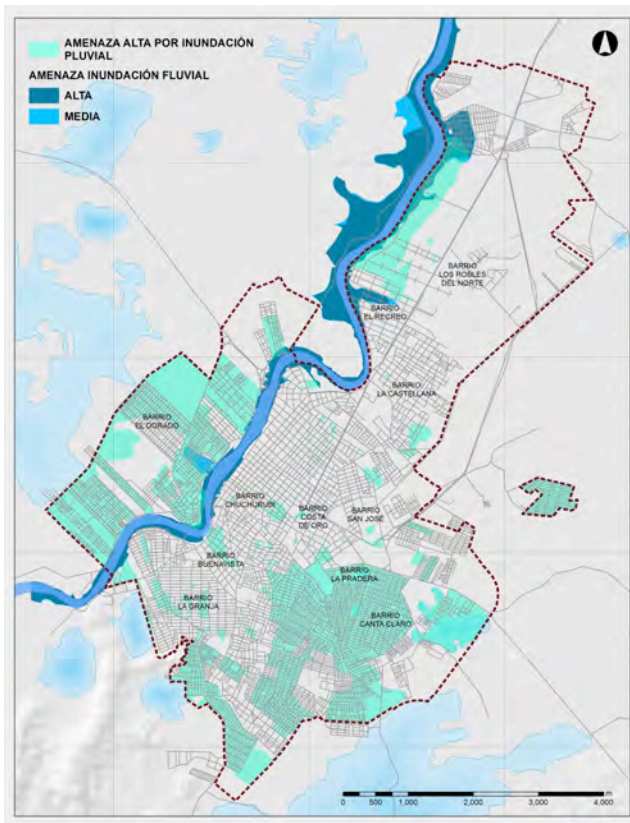 AMENAZA ALTA POR INUNDACIÓN
PLUVIAL
AMENAZA INUNDACIÓN FLUVIAL
ALTA
MEDIA
BARRIO
LOS ROBLES
DEL NORTE
BARRIO
EL RECREO
BARRIO
LA CASTELLANA
BARRIO
EL DORADO
BARRIO
CHUCHURUBI
BARRIO
COSTA
DE ORO
BARRIO
SAN JOSÉ
BARRIO
BUENAVISTA
BARRIO
LA PRADERA
BARRIO
LA GRANJA
BARRIO
CANTA CLARO
0 500 1,000 2,000 3,000 4,000 m